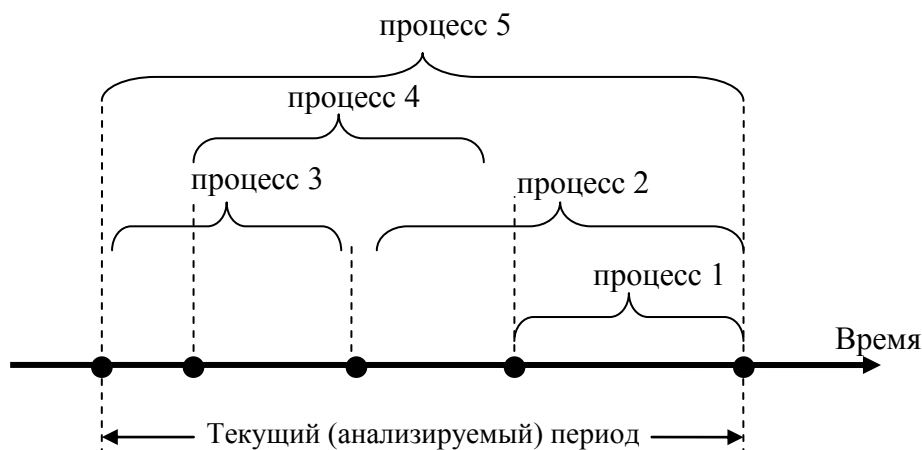 процесс 5
процесс 4
процесс 3
процесс 2
процесс 1
Время
Текущий (анализируемый) период